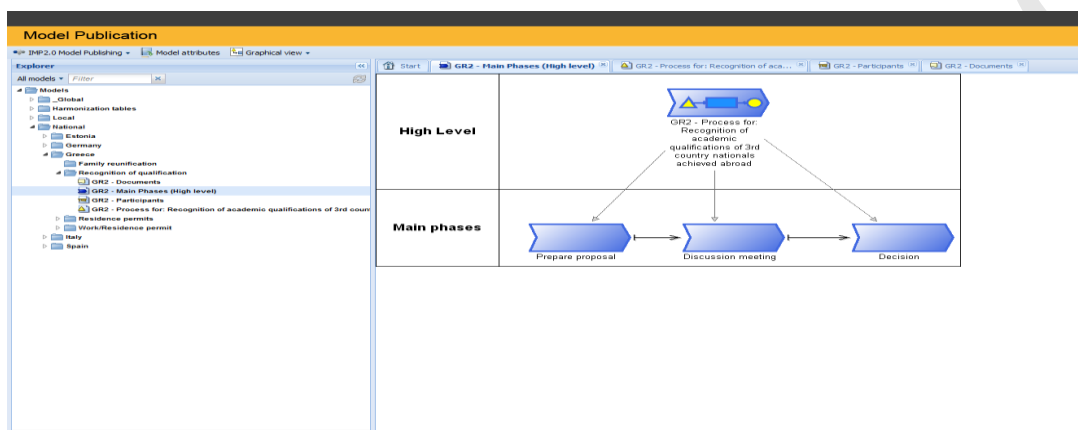 Model Publication
IMP2.0 Model Publishing Model attributes Graphical view
Explorer
All models Filter
Models
_Global
Harmonization tables
Local
National
Estonia
Germany
Greece
Family reunification
Recognition of qualification
GR2 - Documents
GR2 - Main Phases (High level)
GR2 - Participants
GR2 - Process for: Recognition of academic qualifications of 3rd coun
Residence permits
Work/Residence permit
Italy
Spain
Start GR2 - Main Phases (High level) GR2 - Process for: Recognition of aca... GR2 - Participants GR2 - Documents
High Level
GR2 - Process for:
Recognition of
academic
qualifications of 3rd
country nationals
achieved abroad
Main phases
Prepare proposal
Discussion meeting
Decision